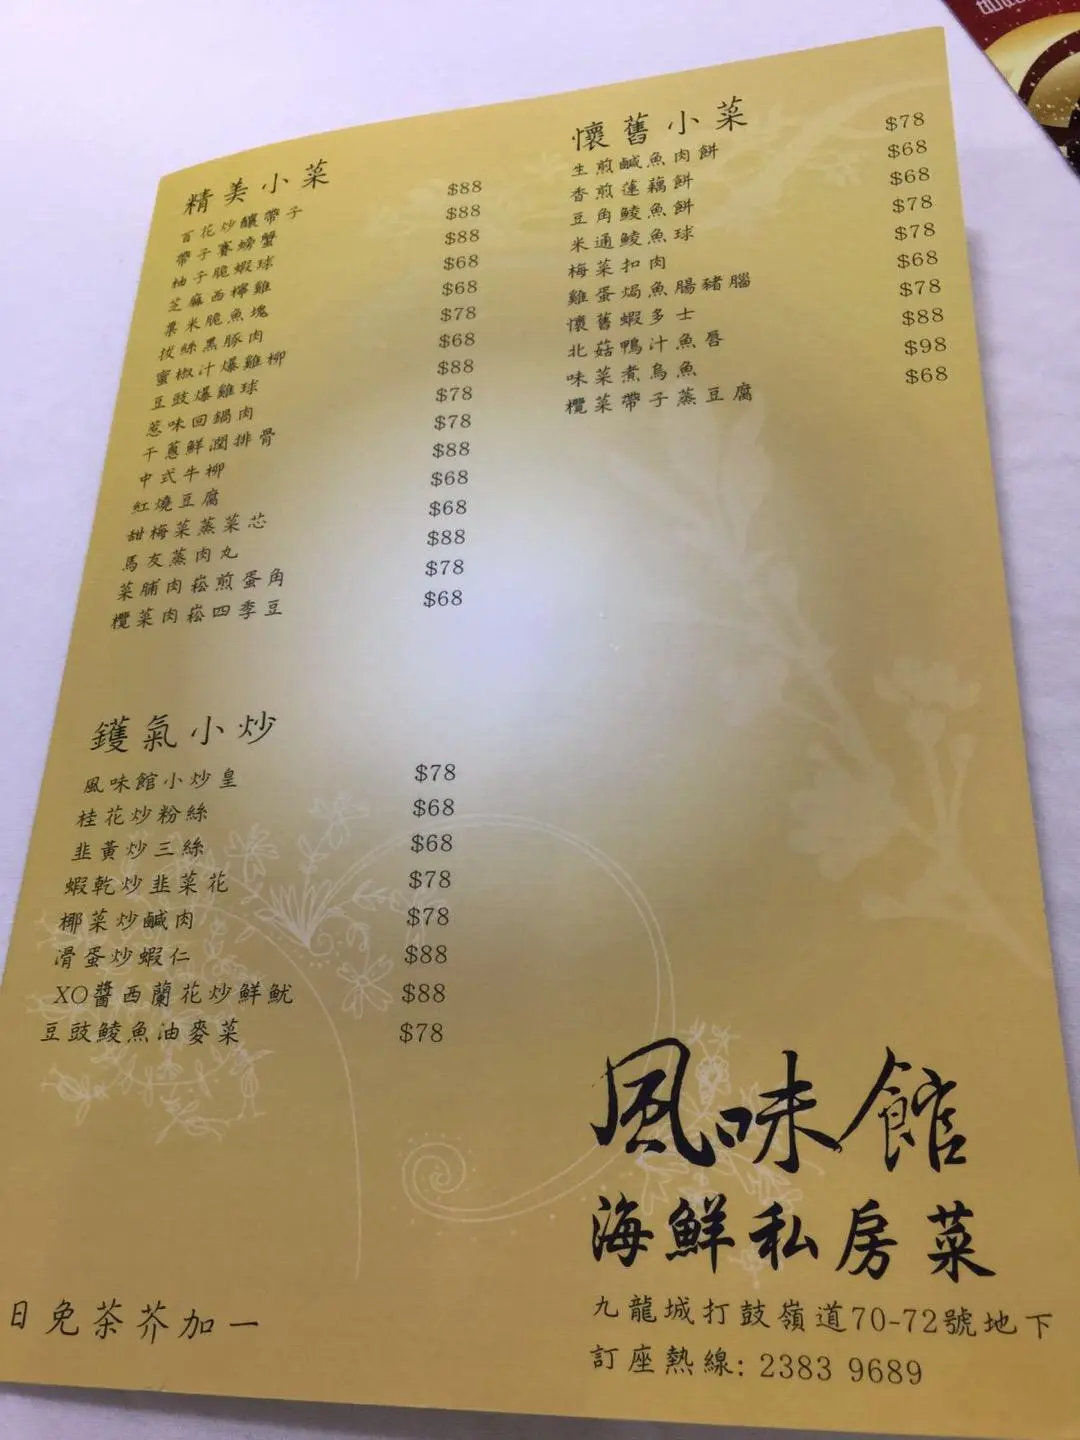 精美小菜
百花炒釀帶子 $88
帶子賽螃蟹 $88
柚子脆蝦球 $88
芝麻西檸雞 $68
粟米脆魚塊 $68
拔絲黑豚肉 $78
蜜椒汁爆雞柳 $68
豆豉爆雞球 $88
惹味回鍋肉 $78
干蔥鮮潤排骨 $78
中式牛柳 $88
紅燒豆腐 $68
甜梅菜蒸菜芯 $68
馬友蒸肉丸 $88
菜脯肉崧煎蛋角 $78
欖菜肉崧四季豆 $68
鑊氣小炒
風味館小炒皇 $78
桂花炒粉絲 $68
韭黃炒三絲 $68
蝦乾炒韭菜花 $78
椰菜炒鹹肉 $78
滑蛋炒蝦仁 $88
XO醬西蘭花炒鮮魷 $88
豆豉鯪魚油麥菜 $78
日免茶芥加一
懷舊小菜
生煎鹹魚肉餅 $78
香煎蓮藕餅 $68
豆角鯪魚餅 $68
米通鯪魚球 $78
梅菜扣肉 $78
雞蛋焗魚腸豬腦 $68
懷舊蝦多士 $78
北菇鴨汁魚唇 $88
味菜煮烏魚 $98
欖菜帶子蒸豆腐 $68
風味館
海鮮私房菜
九龍城打鼓嶺道70-72號地下
訂座熱線: 2383 9689